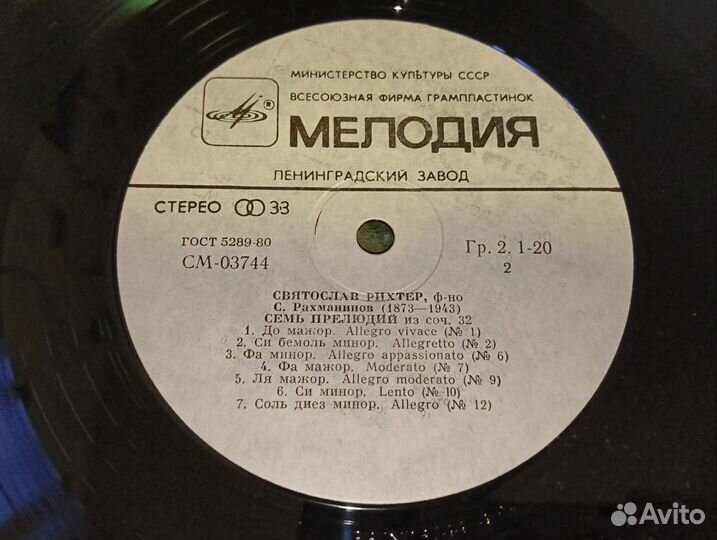 МИНИСТЕРСТВО КУЛЬТУРЫ СССР
ВСЕСОЮЗНАЯ ФИРМА ГРАМПЛАСТИНОК
®
МЕЛОДИЯ
ЛЕНИНГРАДСКИЙ ЗАВОД
СТЕРЕО 33
ГОСТ 5289-80
СМ-03744
Гр. 2. 1-20
2
СВЯТОСЛАВ РИХТЕР, ф-но
С. Рахманинов (1873—1943)
СЕМЬ ПРЕЛЮДИЙ из соч. 32
1. До мажор. Allegro vivace (№ 1)
2. Си бемоль минор. Allegretto (№ 2)
3. Фа минор. Allegro appassionato (№ 6)
4. Фа мажор. Moderato (№ 7)
5. Ля мажор. Allegro moderato (№ 9)
6. Си минор. Lento (№ 10)
7. Соль диез минор. Allegro (№ 12)
Avito